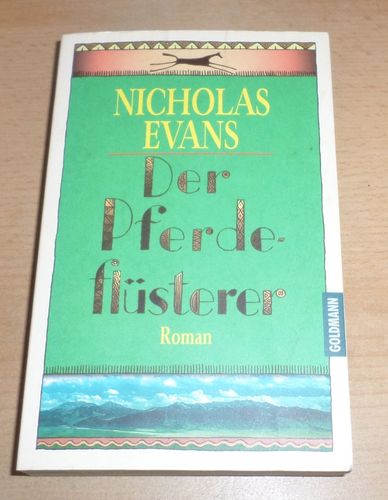 NICHOLAS
EVANS
Der
Pferde-
flüsterer
Roman
GOLDMANN